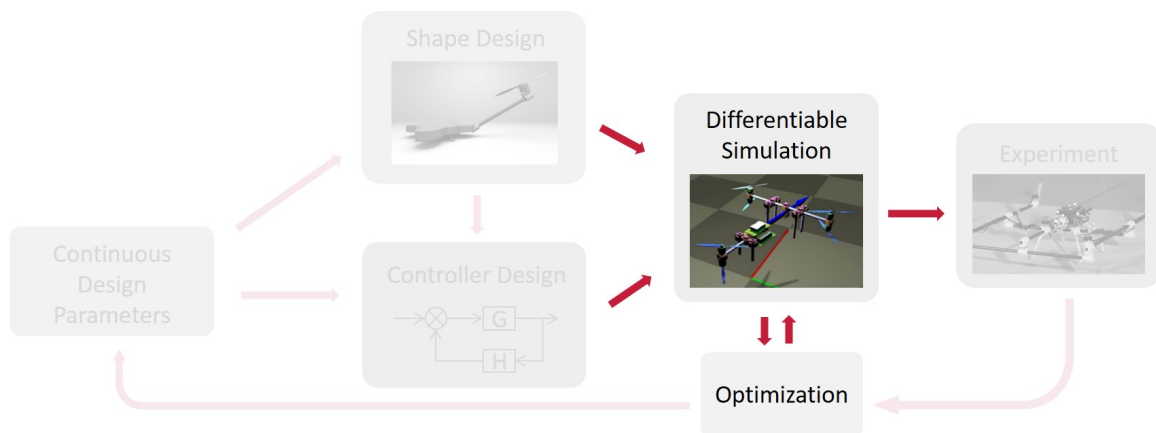 Shape Design
Differentiable
Simulation
Experiment
Continuous
Design
Parameters
Controller Design
G
H
Optimization